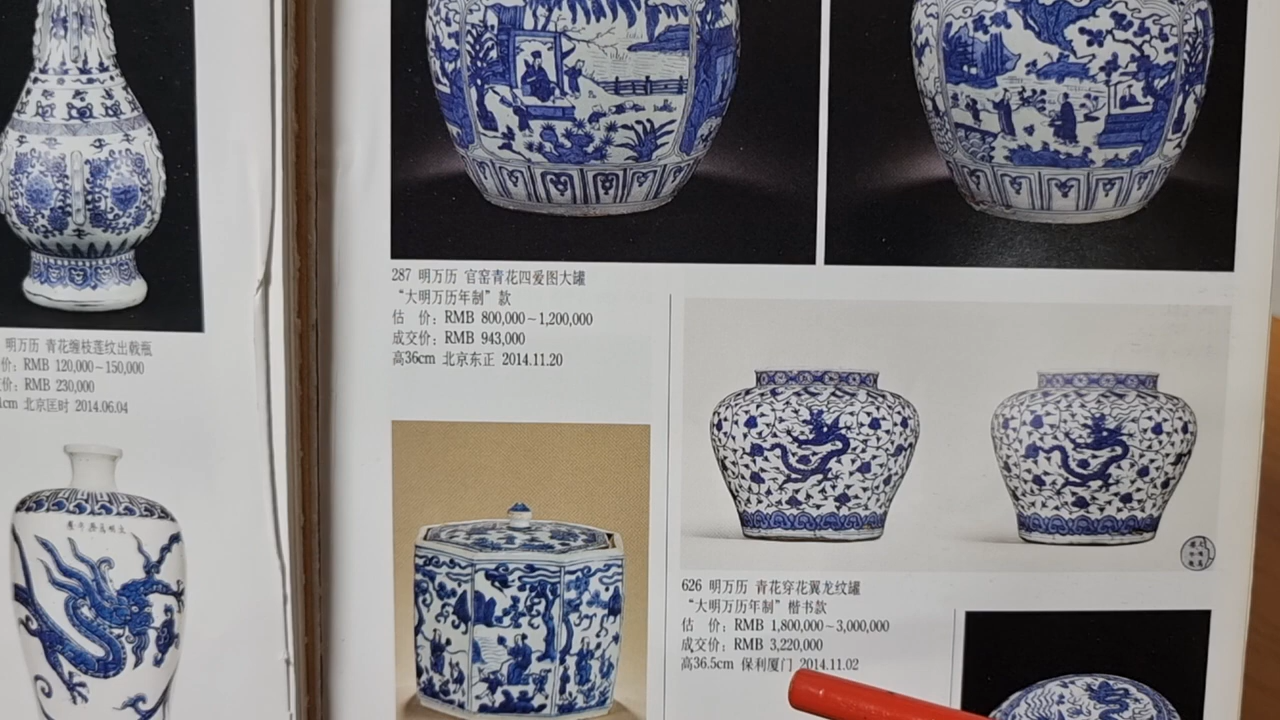 明万历 青花缠枝莲纹出戟瓶
价：RMB 120,000~150,000
价：RMB 230,000
cm 北京匡时 2014.06.04
287 明万历 官窑青花四爱图大罐
“大明万历年制”款
估 价：RMB 800,000~1,200,000
成交价：RMB 943,000
高36cm 北京东正 2014.11.20
626 明万历 青花穿花翼龙纹罐
“大明万历年制”楷书款
估 价：RMB 1,800,000~3,000,000
成交价：RMB 3,220,000
高36.5cm 保利厦门 2014.11.02